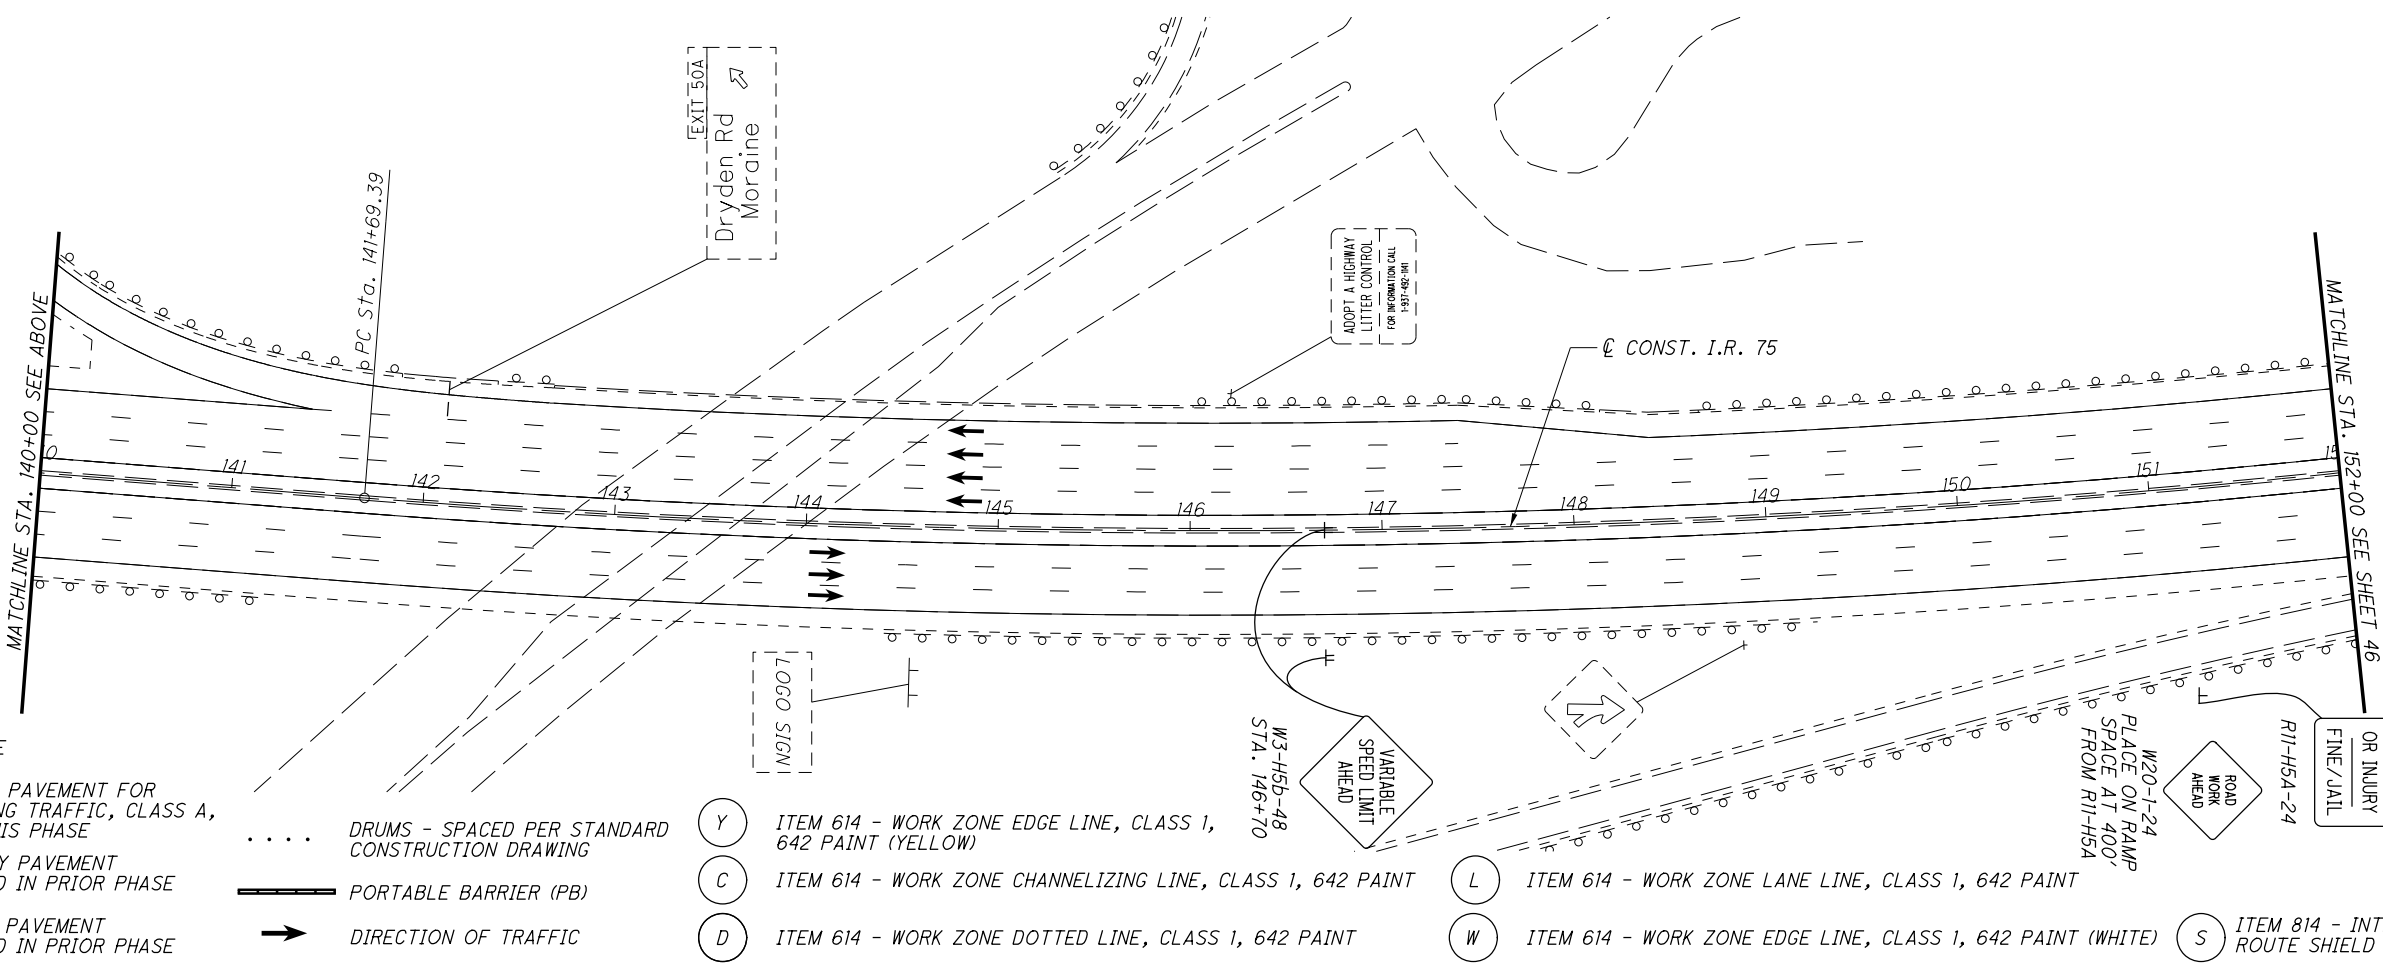 EXIT 50A
Dryden Rd
Moraine
PC Sta. 141+69.39
MATCHLINE STA. 140+00 SEE ABOVE
ADOPT A HIGHWAY
LITTER CONTROL
FOR INFORMATION CALL
℄ CONST. I.R. 75
MATCHLINE STA. 152+00 SEE SHEET 46
0
141
142
143
144
145
146
147
148
149
150
151
15
LOGO SIGN
W3-H5b-48
STA. 146+70
VARIABLE
SPEED LIMIT
AHEAD
W20-1-24
PLACE ON RAMP
SPACE AT 400'
FROM R11-H5A
ROAD
WORK
AHEAD
R11-H5A-24
OR INJURY
FINE/JAIL
E
PAVEMENT FOR
NG TRAFFIC, CLASS A,
IS PHASE
Y PAVEMENT
D IN PRIOR PHASE
PAVEMENT
D IN PRIOR PHASE
DRUMS - SPACED PER STANDARD
CONSTRUCTION DRAWING
PORTABLE BARRIER (PB)
DIRECTION OF TRAFFIC
Y ITEM 614 - WORK ZONE EDGE LINE, CLASS 1,
642 PAINT (YELLOW)
C ITEM 614 - WORK ZONE CHANNELIZING LINE, CLASS 1, 642 PAINT
D ITEM 614 - WORK ZONE DOTTED LINE, CLASS 1, 642 PAINT
L ITEM 614 - WORK ZONE LANE LINE, CLASS 1, 642 PAINT
W ITEM 614 - WORK ZONE EDGE LINE, CLASS 1, 642 PAINT (WHITE)
S ITEM 814 - INT
ROUTE SHIELD